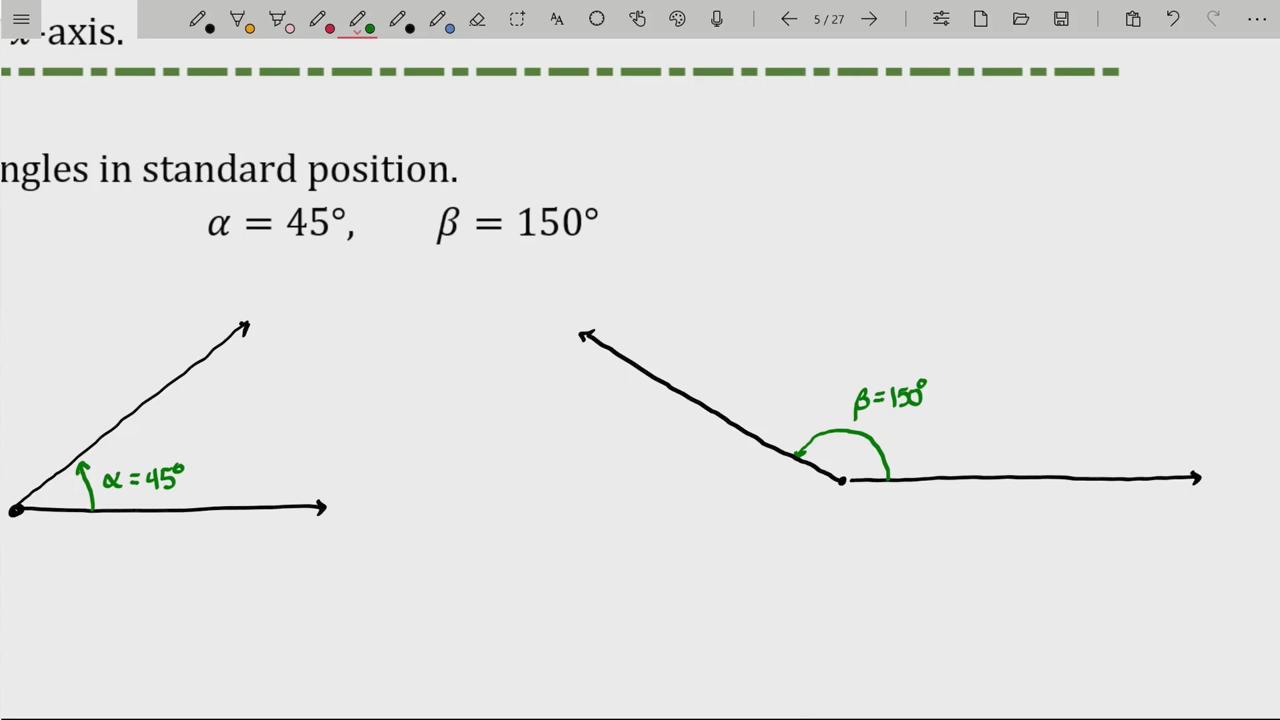 x-axis.
5 / 27
ngles in standard position.
α = 45°, β = 150°
α = 45°
β = 150°